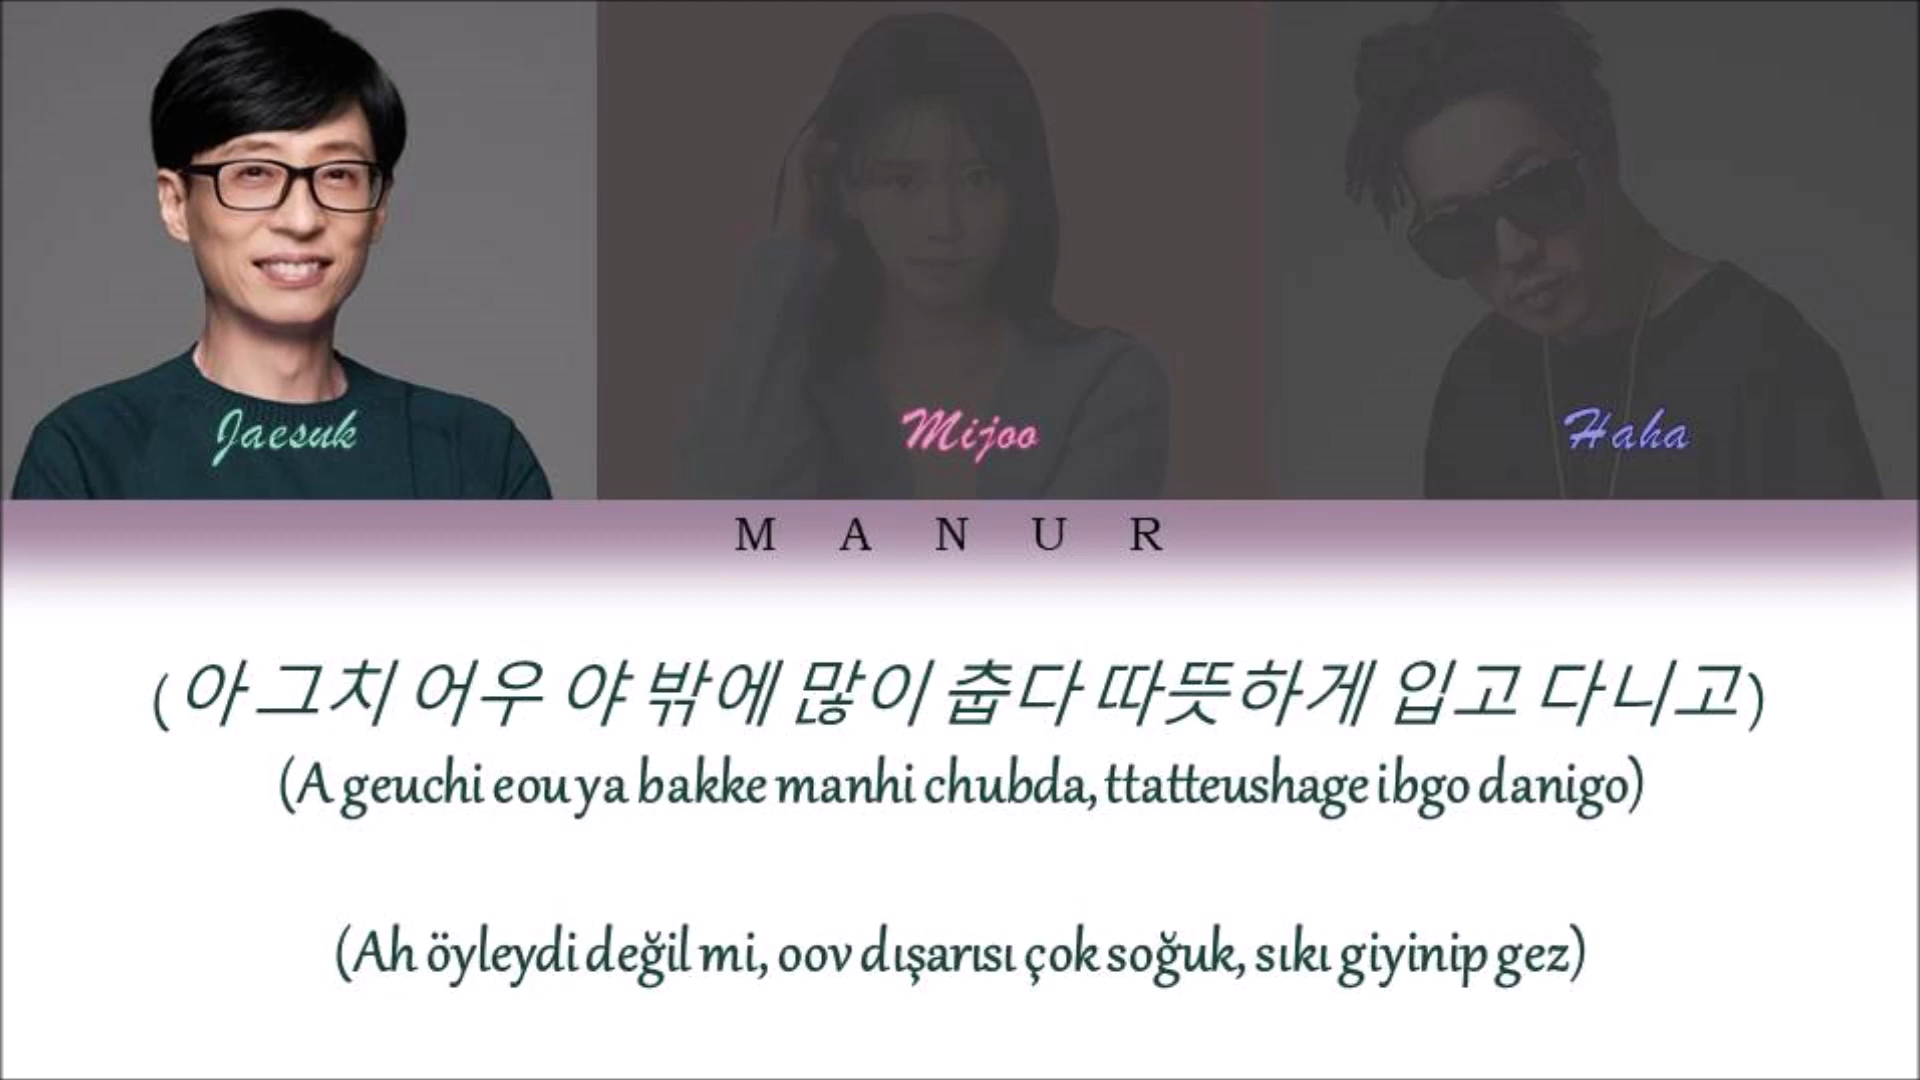 Jaesuk
Mijoo
Haha
MANUR
(아 그치 어우 야 밖에 많이 춥다 따뜻하게 입고 다니고)
(A geuchi eou ya bakke manhi chubda, ttatteushage ibgo danigo)
(Ah öyleydi değil mi, oov dışarısı çok soğuk, sıkı giyinip gez)